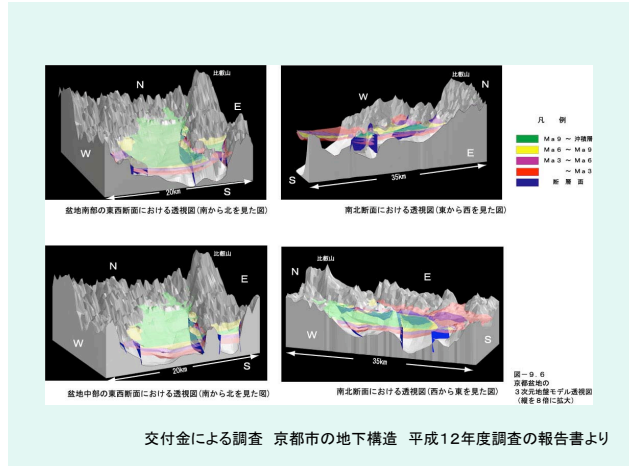 比叡山
N
E
W
S
20km
盆地南部の東西断面における透視図(南から北を見た図)
比叡山
W
N
S
E
35km
南北断面における透視図(東から西を見た図)
凡 例
Ma9 ～ 沖積層
Ma6 ～ Ma9
Ma3 ～ Ma6
～ Ma3
断 層 面
比叡山
N
E
W
S
20km
盆地中部の東西断面における透視図(南から北を見た図)
比叡山
N
E
W
S
35km
南北断面における透視図(西から東を見た図)
図－9.6
京都盆地の
3次元地盤モデル透視図
(縦を8倍に拡大)
交付金による調査 京都市の地下構造 平成12年度調査の報告書より